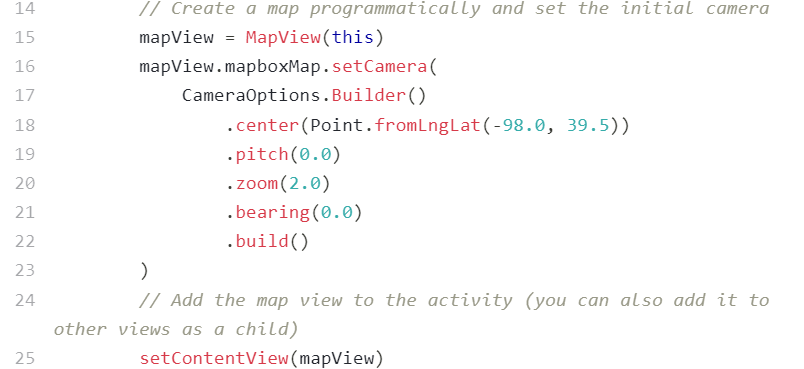 14 // Create a map programmatically and set the initial camera
15 mapView = MapView(this)
16 mapView.mapboxMap.setCamera(
17 CameraOptions.Builder()
18 .center(Point.fromLngLat(-98.0, 39.5))
19 .pitch(0.0)
20 .zoom(2.0)
21 .bearing(0.0)
22 .build()
23 )
24 // Add the map view to the activity (you can also add it to
other views as a child)
25 setContentView(mapView)